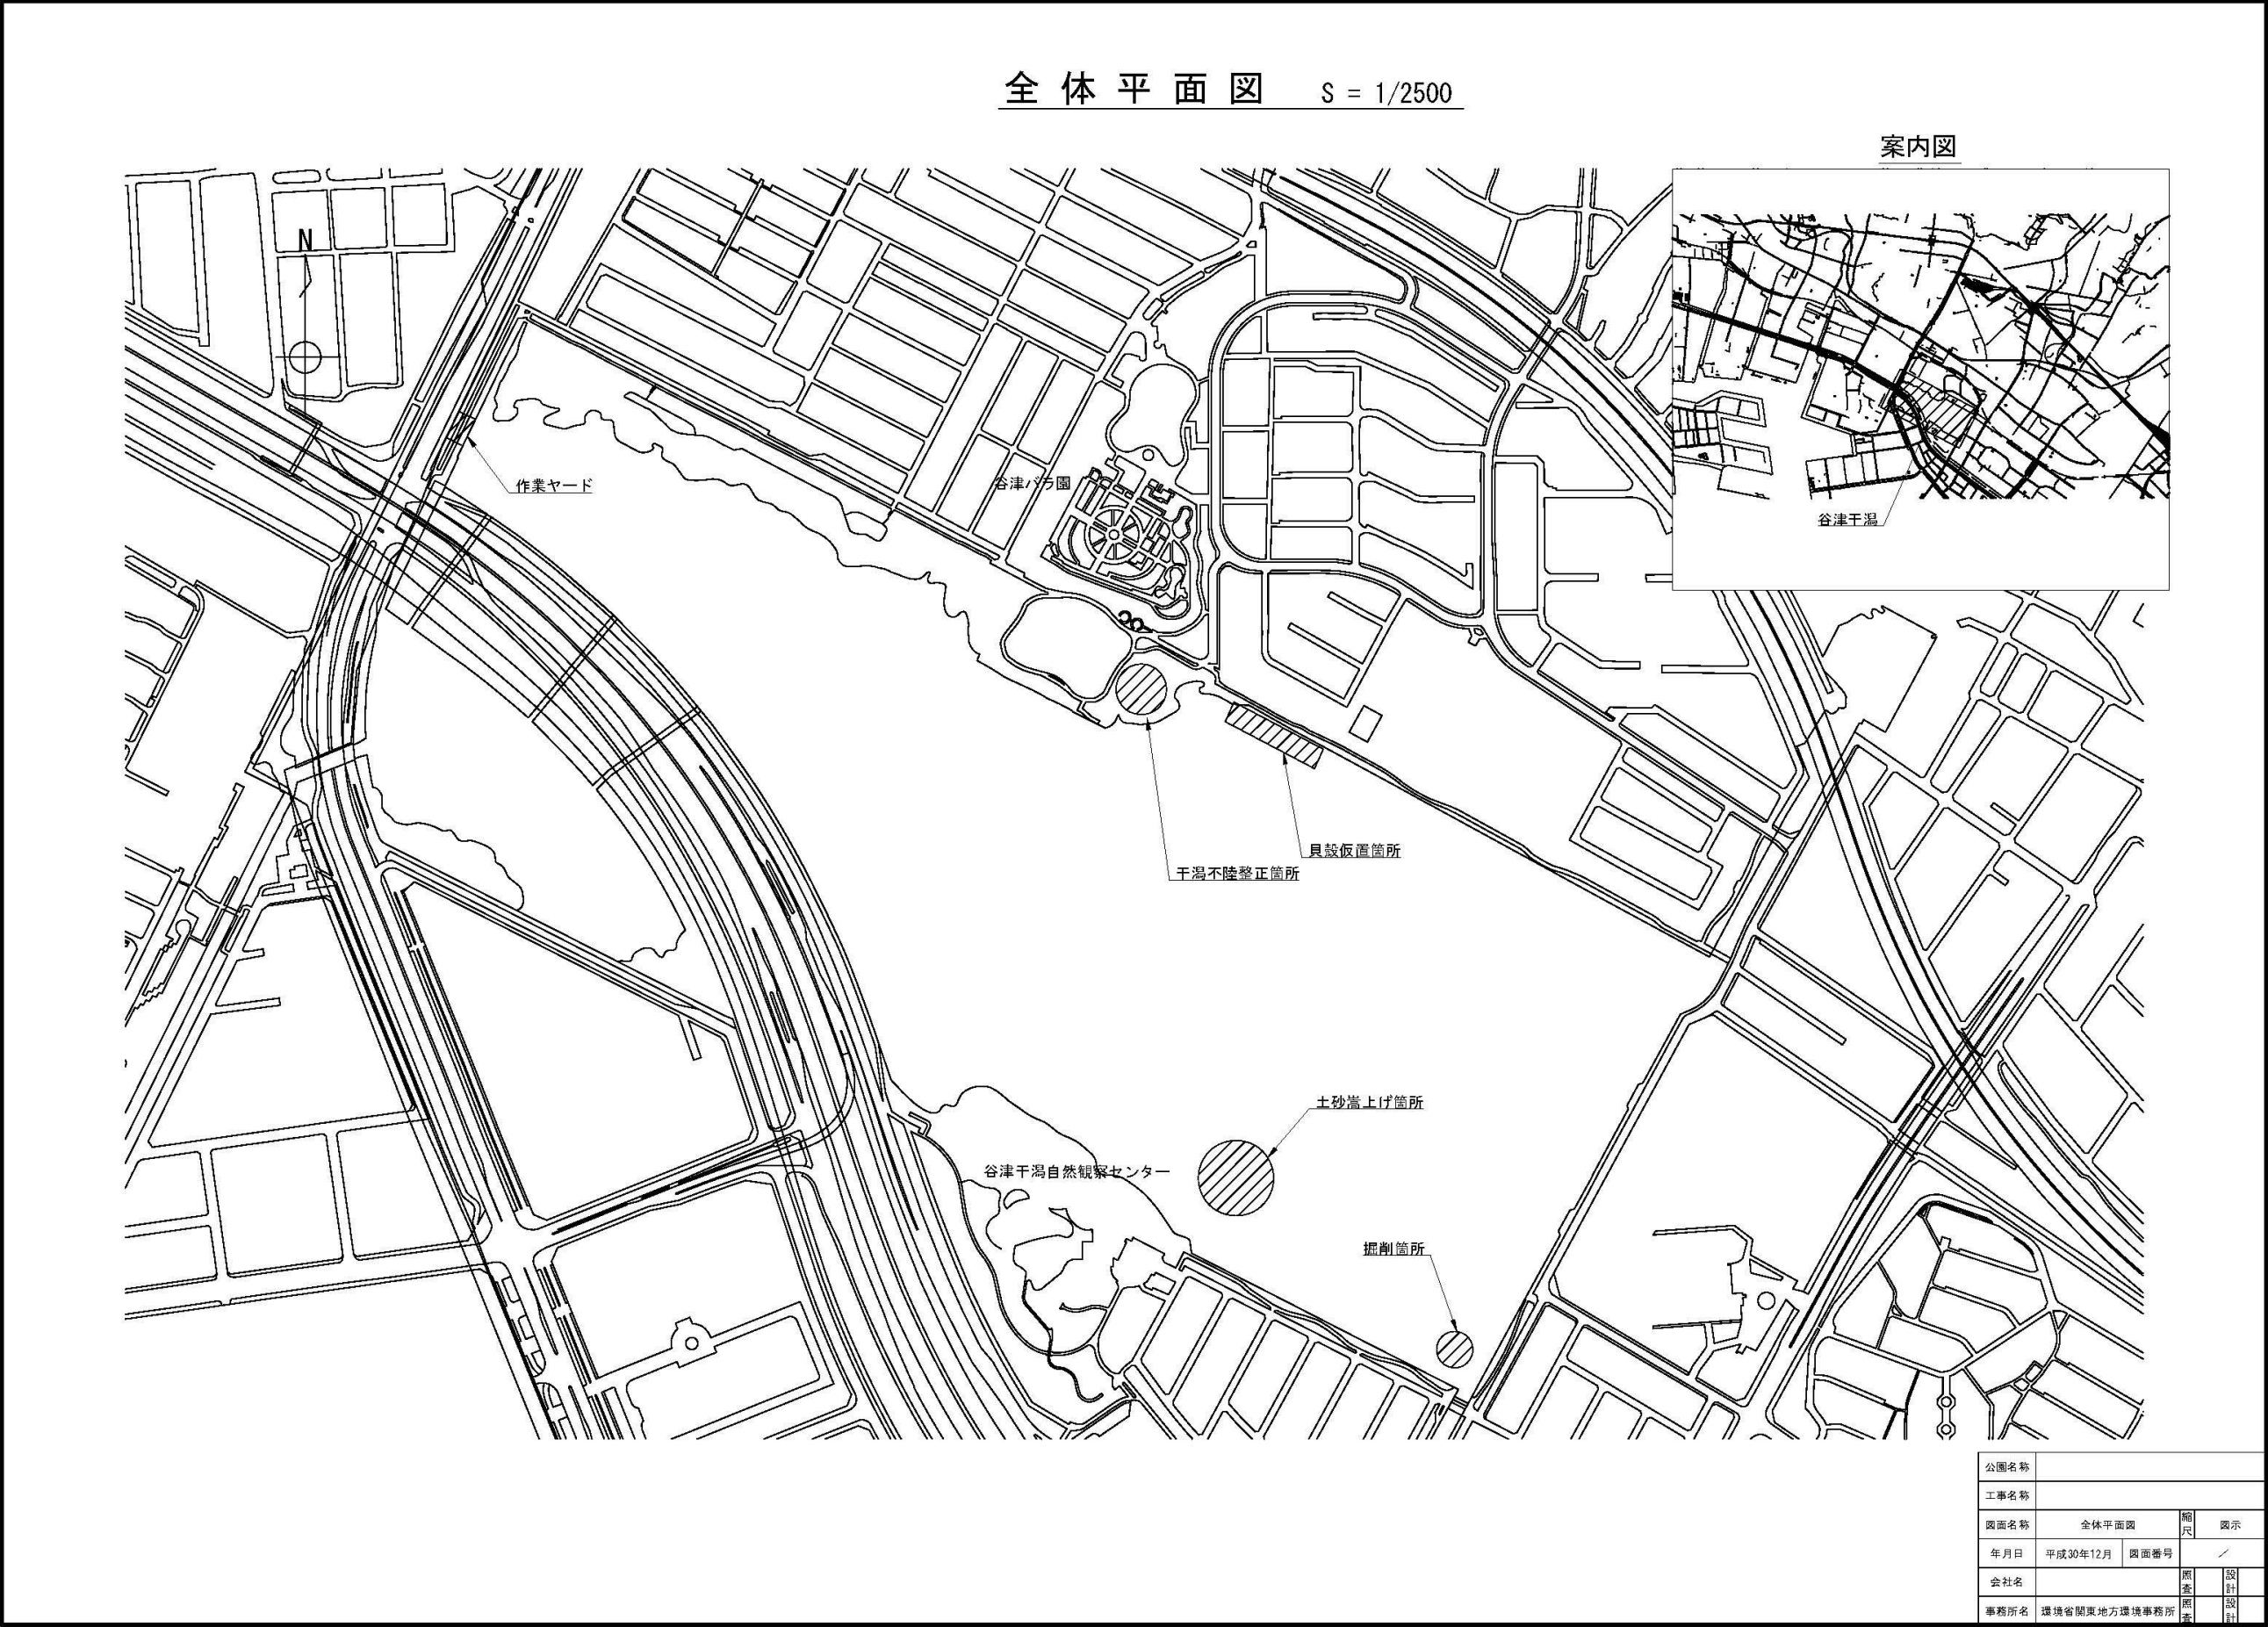 全体平面図 S = 1/2500
案内図
N
作業ヤード
谷津バラ園
谷津干潟
貝殻仮置箇所
干潟不陸整正箇所
土砂嵩上げ箇所
谷津干潟自然観察センター
掘削箇所
公園名称
工事名称
図面名称 全体平面図 縮尺 図示
年月日 平成30年12月 図面番号 ／
会社名 照査 設計
事務所名 環境省関東地方環境事務所 照査 設計